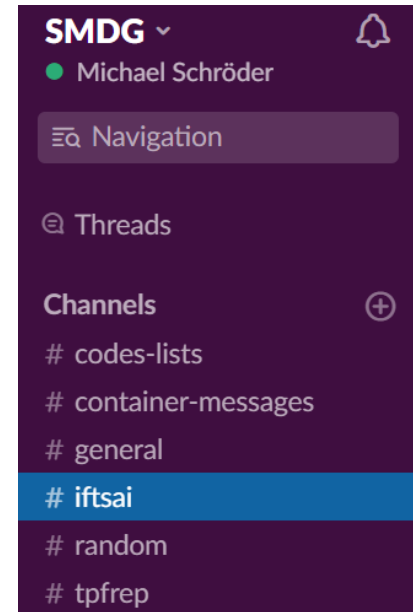 SMDG
Michael Schröder
Navigation
Threads
Channels
# codes-lists
# container-messages
# general
# iftsai
# random
# tpfrep